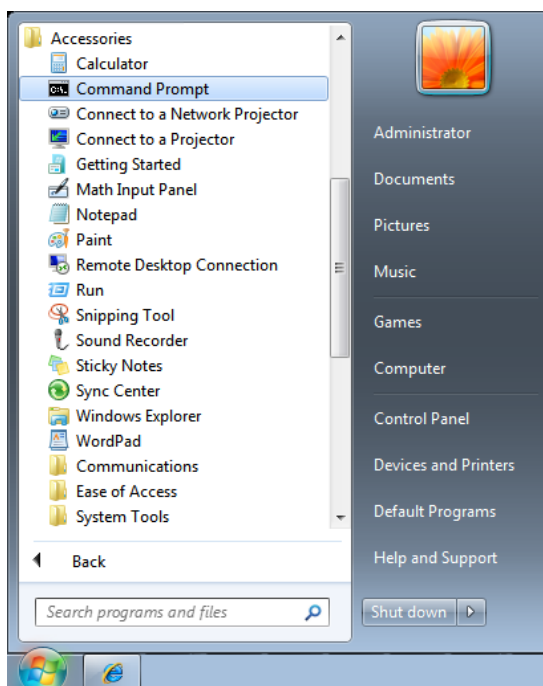 Accessories
Calculator
Command Prompt
Connect to a Network Projector
Connect to a Projector
Getting Started
Math Input Panel
Notepad
Paint
Remote Desktop Connection
Run
Snipping Tool
Sound Recorder
Sticky Notes
Sync Center
Windows Explorer
WordPad
Communications
Ease of Access
System Tools
Back
Search programs and files
Administrator
Documents
Pictures
Music
Games
Computer
Control Panel
Devices and Printers
Default Programs
Help and Support
Shut down